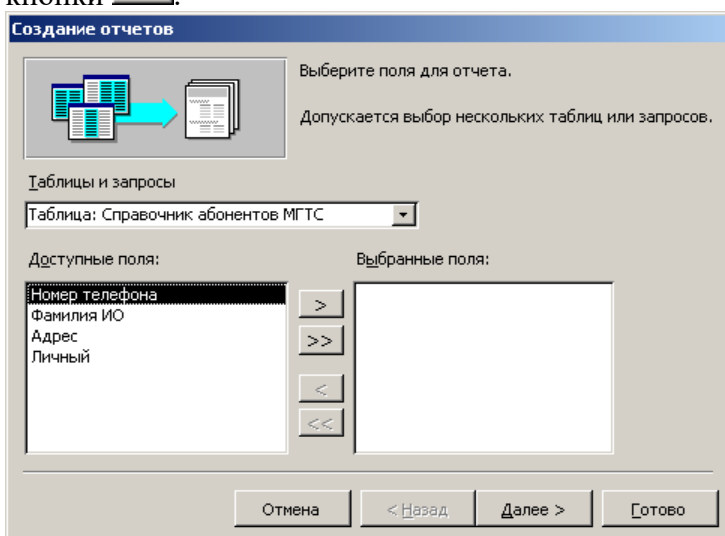 кнопки .
Создание отчетов
Выберите поля для отчета.
Допускается выбор нескольких таблиц или запросов.
Таблицы и запросы
Таблица: Справочник абонентов МГТС
Доступные поля:
Выбранные поля:
Номер телефона
Фамилия ИО
Адрес
Личный
>
>>
<
<<
Отмена
< Назад
Далее >
Готово